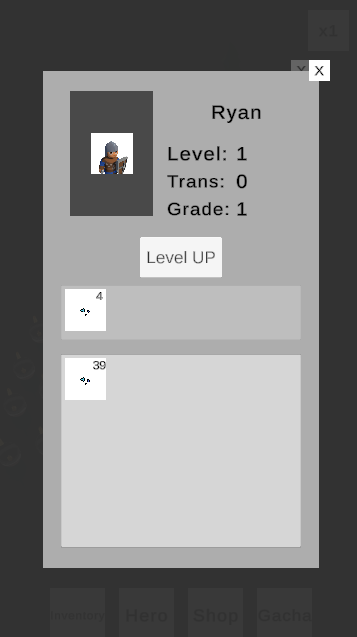 x1
X X
Ryan
Level: 1
Trans: 0
Grade: 1
Level UP
4
39
Inventory Hero Shop Gacha